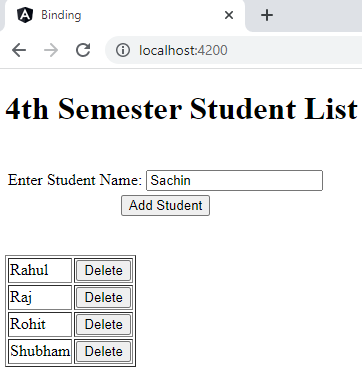 Binding
localhost:4200
4th Semester Student List
Enter Student Name: Sachin
Add Student
Rahul Delete
Raj Delete
Rohit Delete
Shubham Delete